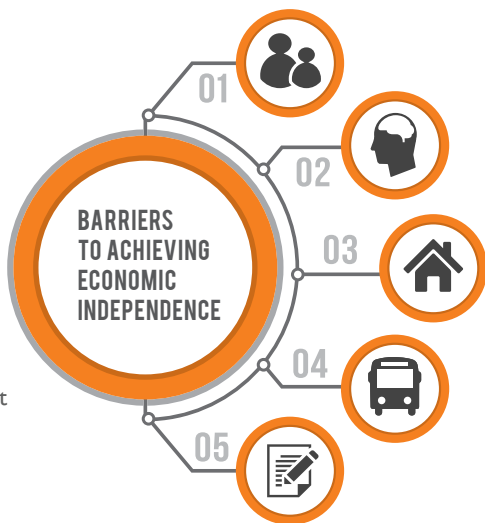 01
02
BARRIERS
TO ACHIEVING
ECONOMIC
INDEPENDENCE
03
04
t
05